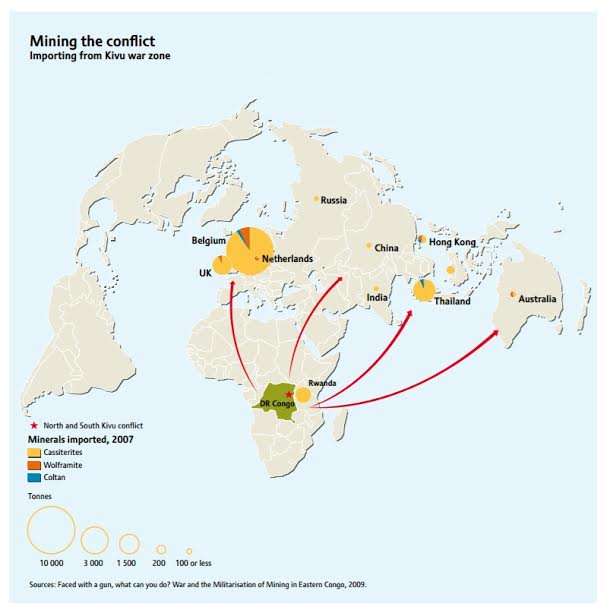 Mining the conflict
Importing from Kivu war zone
Russia
Belgium
Hong Kong
China
Netherlands
UK
India
Thailand
Australia
Rwanda
DR Congo
North and South Kivu conflict
Minerals imported, 2007
Cassiterites
Wolframite
Coltan
Tonnes
10 000
3 000
1 500
200
100 or less
Sources: Faced with a gun, what can you do? War and the Militarisation of Mining in Eastern Congo, 2009.